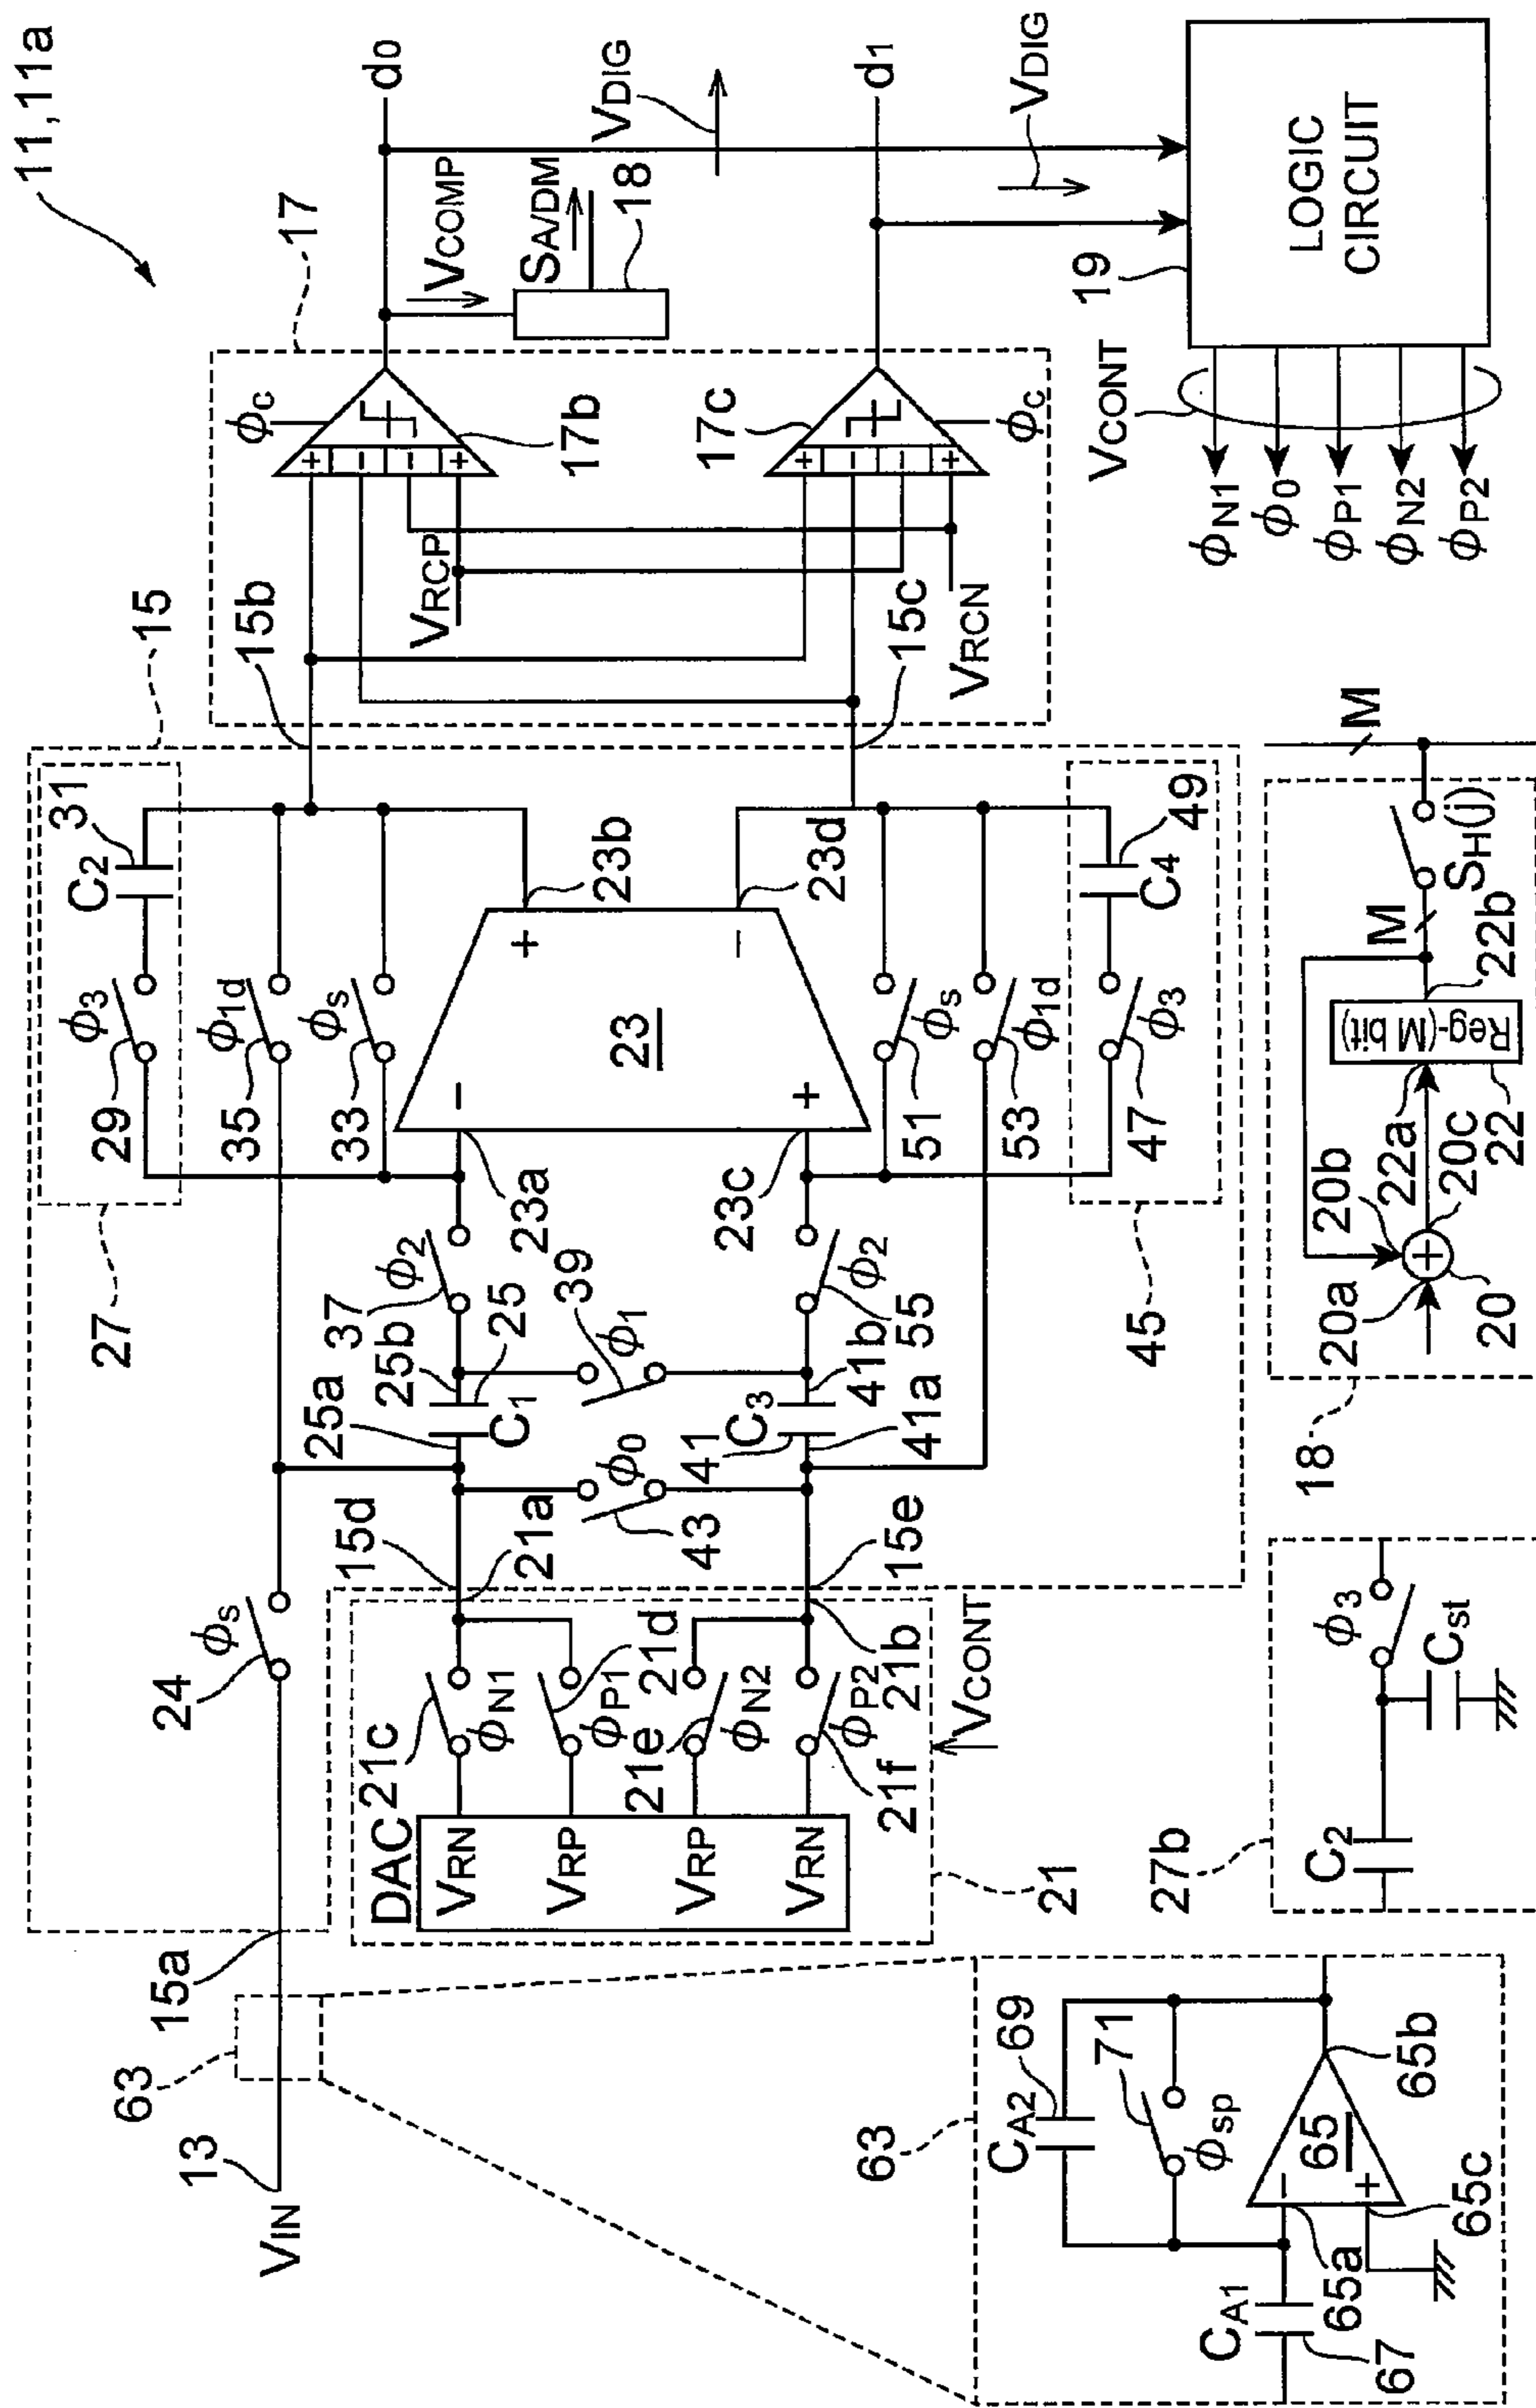 11,11a
63
13
VIN
15a
24
ϕs
27
29
ϕ3
C2
31
15
35
ϕ1d
33
ϕs
15b
17
ϕc
17b
VCOMP
SA/DM
18
d0
VDIG
15d
21a
25a
25b
25
C1
37
ϕ2
23a
23
23b
VRCP
DAC
VRN
VRP
VRP
VRN
21c
ϕN1
ϕP1
21d
21e
ϕN2
21f
ϕP2
21b
21
VCONT
43
ϕ0
39
ϕ1
41
C3
41a
41b
15e
55
ϕ2
23c
23d
51
ϕs
53
ϕ1d
47
ϕ3
C4
49
45
15c
VRCN
17c
ϕc
d1
VDIG
19
LOGIC
CIRCUIT
VCONT
ϕN1
ϕ0
ϕP1
ϕN2
ϕP2
63
CA1
67
CA2
69
71
ϕsp
65
65a
65b
65c
27b
C2
ϕ3
Cst
18
20a
20b
20
20c
22a
22
Reg-(M bit)
22b
M
SH(j)
M